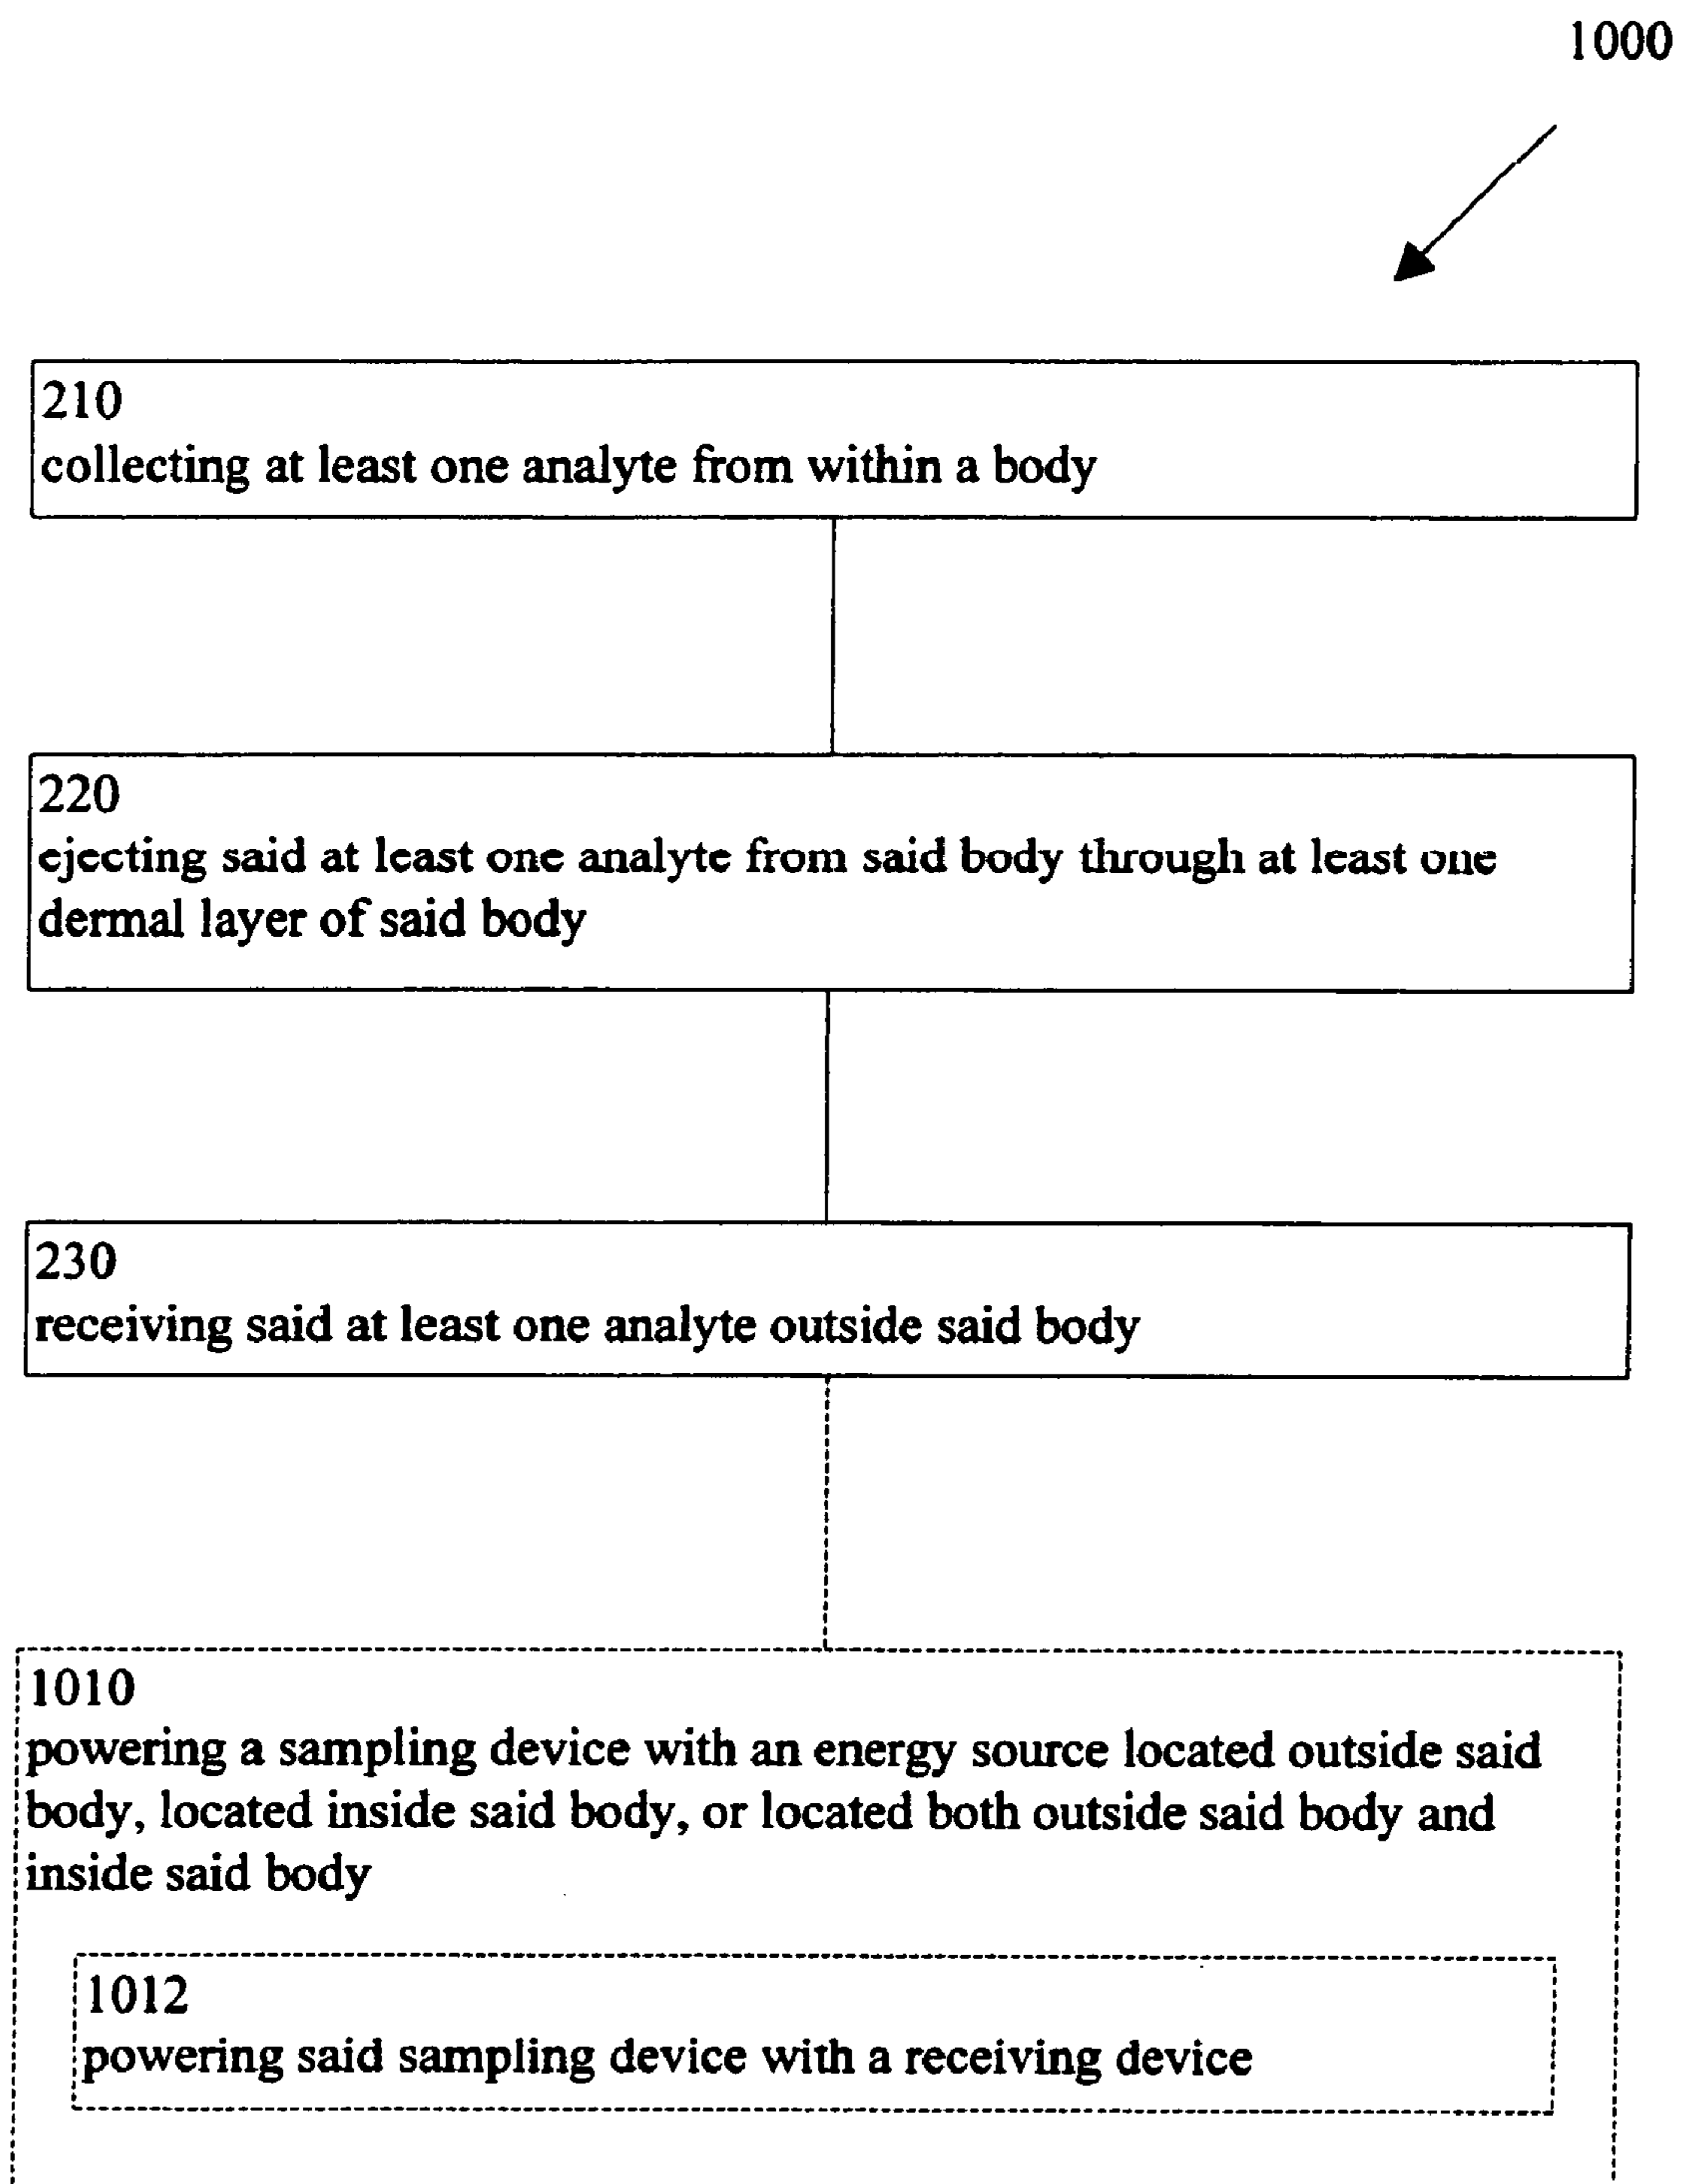 1000
210
collecting at least one analyte from within a body
220
ejecting said at least one analyte from said body through at least one
dermal layer of said body
230
receiving said at least one analyte outside said body
1010
powering a sampling device with an energy source located outside said
body, located inside said body, or located both outside said body and
inside said body
1012
powering said sampling device with a receiving device